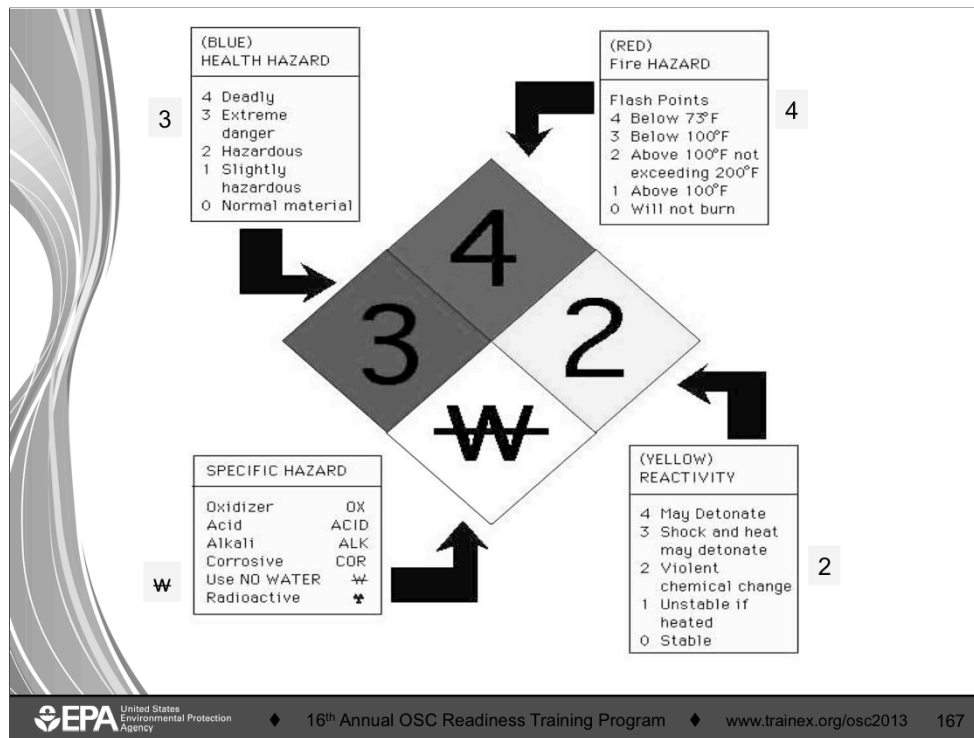 (BLUE)
HEALTH HAZARD
4 Deadly
3 Extreme
danger
2 Hazardous
1 Slightly
hazardous
0 Normal material
3
(RED)
Fire HAZARD
Flash Points
4 Below 73°F
3 Below 100°F
2 Above 100°F not
exceeding 200°F
1 Above 100°F
0 Will not burn
4
4
3
2
W
SPECIFIC HAZARD
Oxidizer OX
Acid ACID
Alkali ALK
Corrosive COR
Use NO WATER W
Radioactive ☢
W
(YELLOW)
REACTIVITY
4 May Detonate
3 Shock and heat
may detonate
2 Violent
chemical change
1 Unstable if
heated
0 Stable
2
EPA
United States
Environmental Protection
Agency
♦ 16th Annual OSC Readiness Training Program ♦ www.trainex.org/osc2013 167